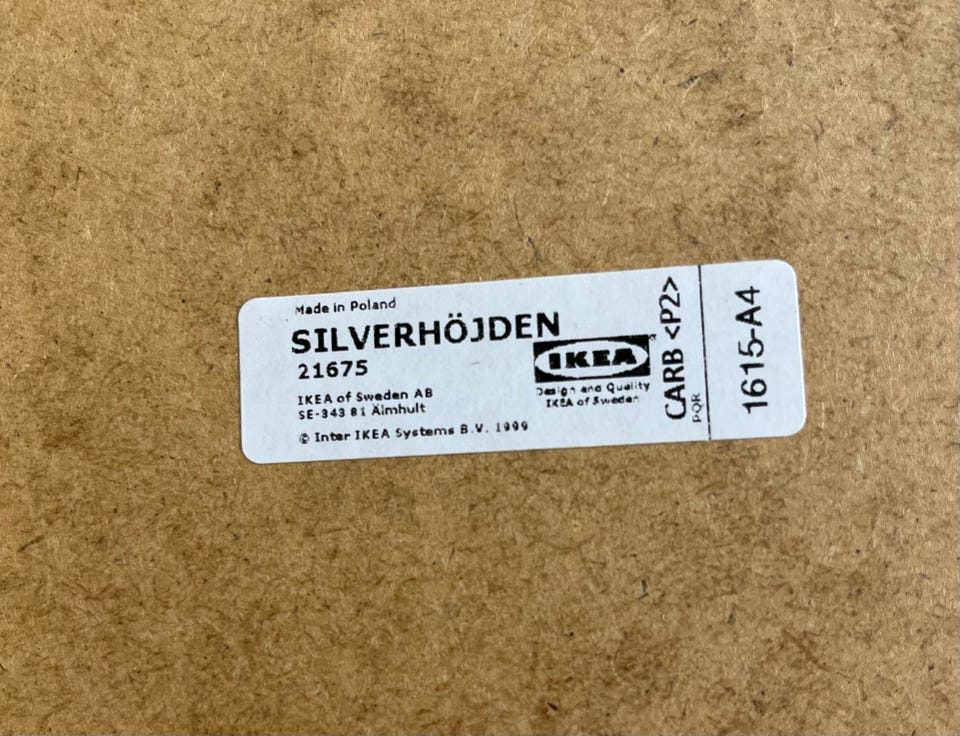 Made in Poland
SILVERHÖJDEN
21675
IKEA of Sweden AB
SE-343 81 Älmhult
© Inter IKEA Systems B.V. 1999
IKEA
Design and Quality
IKEA of Sweden
CARB <P2>
PQR
1615-A4